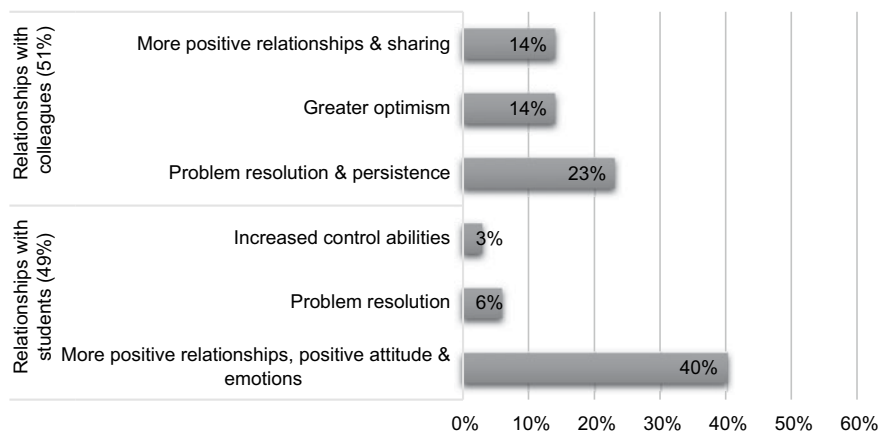 Relationships with
colleagues (51%)
More positive relationships & sharing
14%
Greater optimism
14%
Problem resolution & persistence
23%
Relationships with
students (49%)
Increased control abilities
3%
Problem resolution
6%
More positive relationships, positive attitude &
emotions
40%
0% 10% 20% 30% 40% 50% 60%